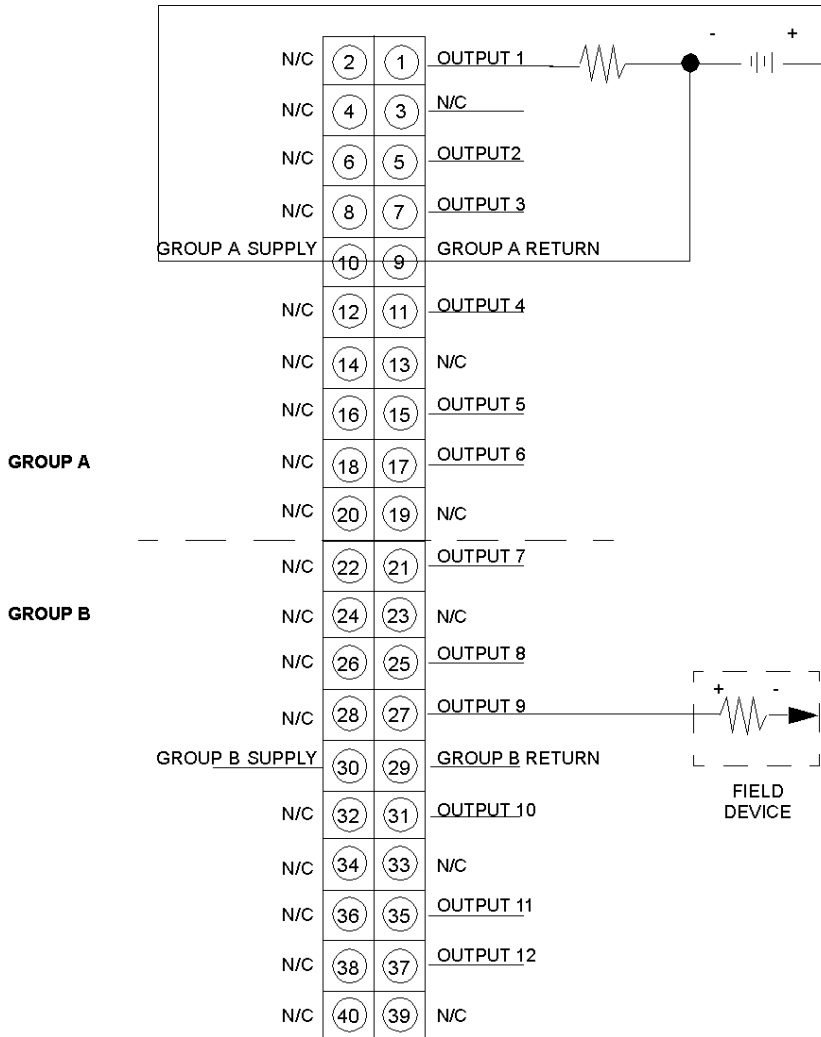 - +
N/C 2 1 OUTPUT 1
N/C 4 3 N/C
N/C 6 5 OUTPUT2
N/C 8 7 OUTPUT 3
GROUP A SUPPLY 10 9 GROUP A RETURN
N/C 12 11 OUTPUT 4
N/C 14 13 N/C
N/C 16 15 OUTPUT 5
GROUP A N/C 18 17 OUTPUT 6
N/C 20 19 N/C
N/C 22 21 OUTPUT 7
GROUP B N/C 24 23 N/C
N/C 26 25 OUTPUT 8
+ -
N/C 28 27 OUTPUT 9
GROUP B SUPPLY 30 29 GROUP B RETURN
FIELD
DEVICE
N/C 32 31 OUTPUT 10
N/C 34 33 N/C
N/C 36 35 OUTPUT 11
N/C 38 37 OUTPUT 12
N/C 40 39 N/C